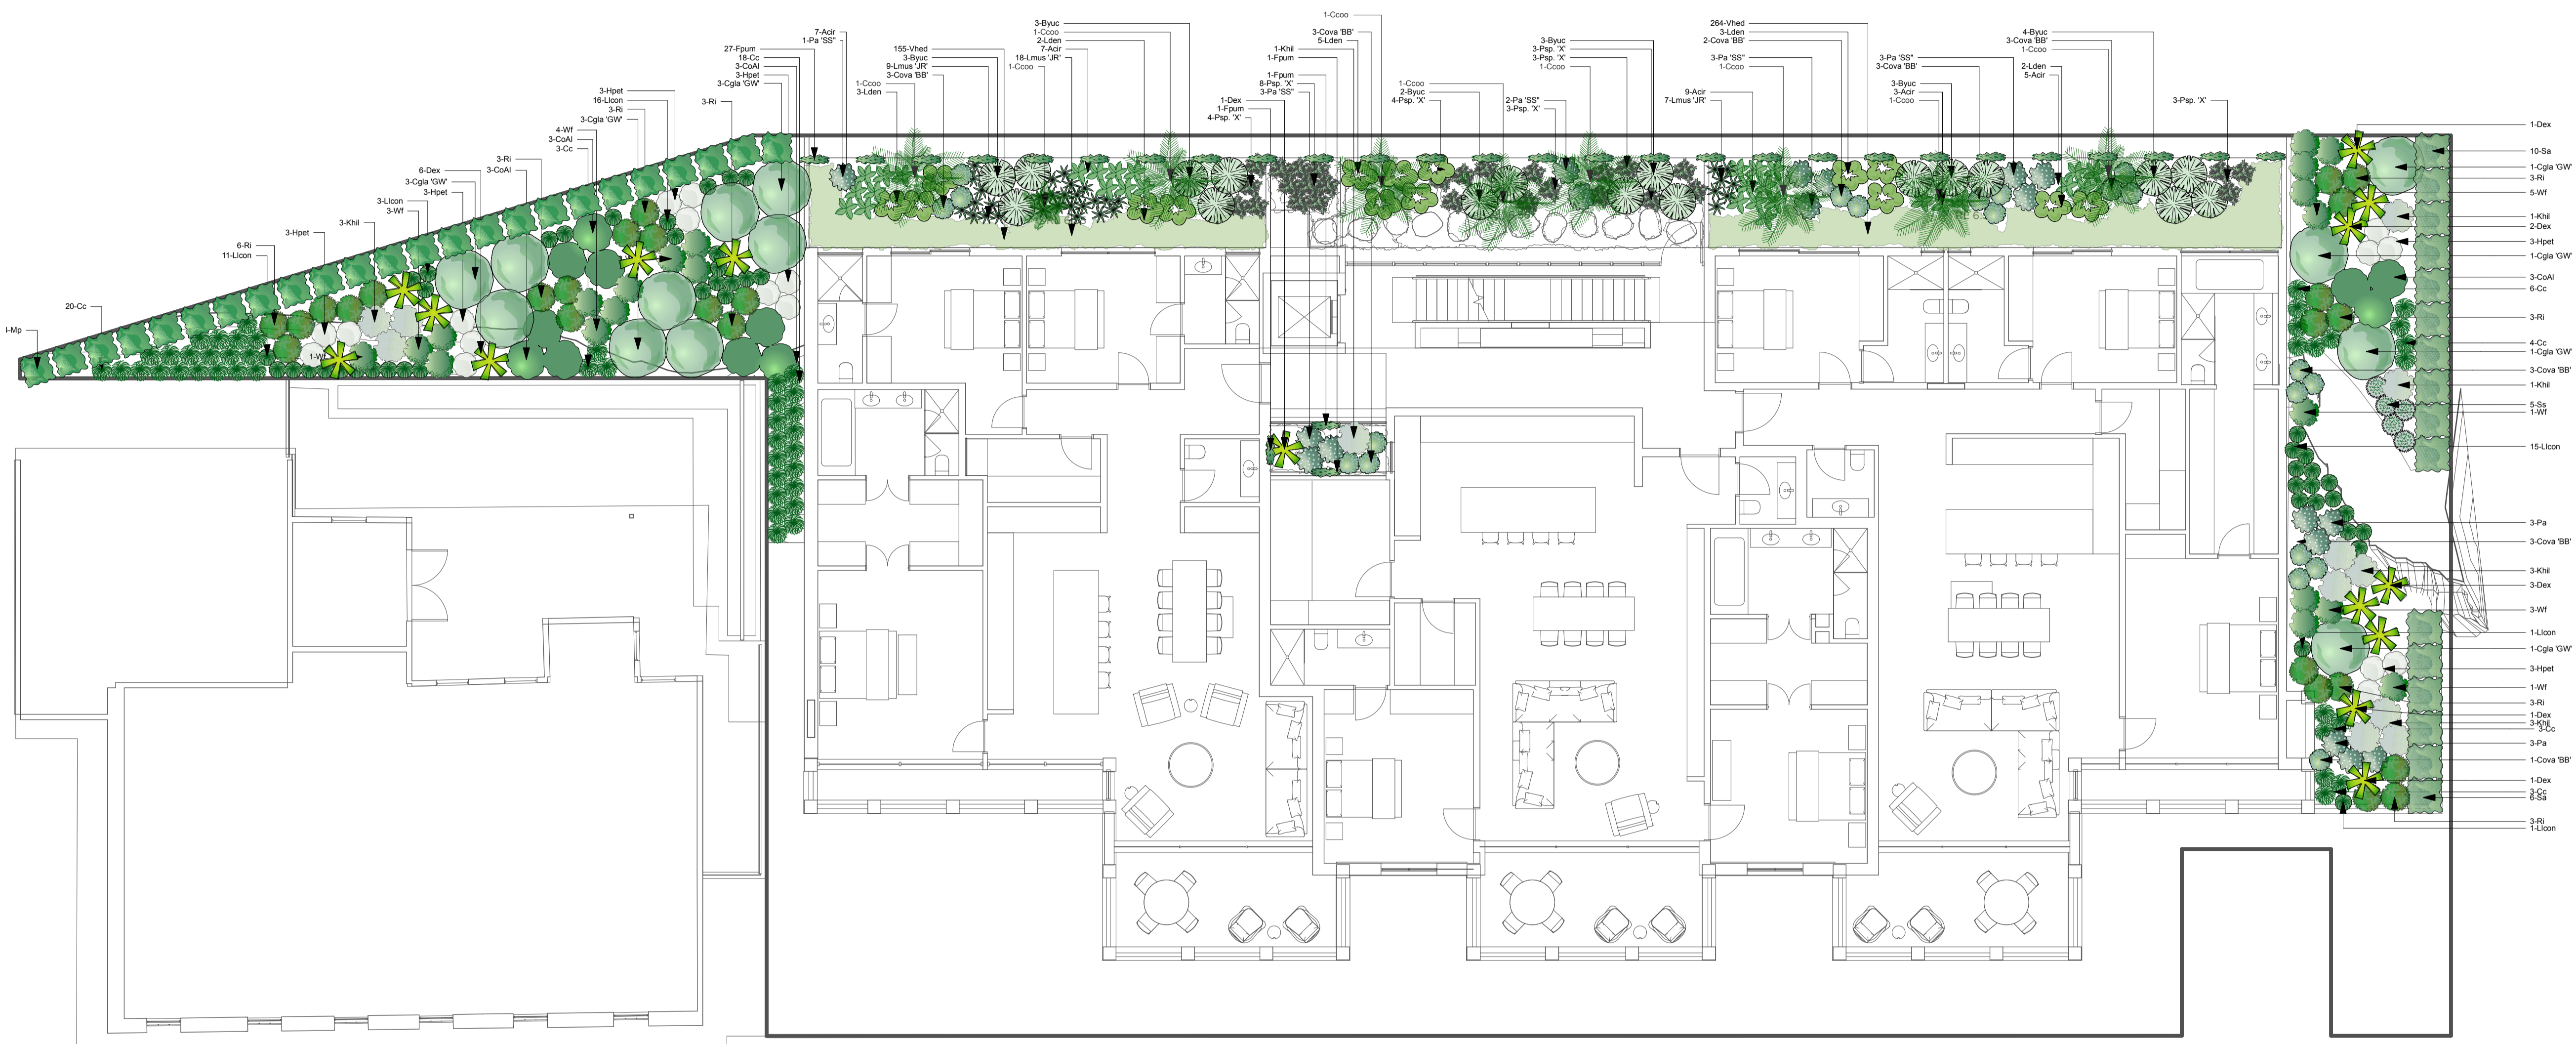 1-Ccoo
3-Byuc
1-Ccoo
2-Lden
7-Acir
18-Lmus 'JR'
1-Ccoo
7-Acir
1-Pa 'SS"
27-Fpum
18-Cc
3-CoAl
3-Hpet
3-Cgla 'GW'
155-Vhed
3-Byuc
9-Lmus 'JR'
3-Cova 'BB'
1-Ccoo
3-Lden
3-Cova 'BB'
5-Lden
1-Khil
1-Fpum
1-Fpum
8-Psp. 'X'
3-Pa 'SS"
1-Dex
1-Fpum
4-Psp. 'X'
3-Byuc
3-Psp. 'X'
3-Psp. 'X'
1-Ccoo
1-Ccoo
2-Byuc
4-Psp. 'X'
2-Pa 'SS"
3-Psp. 'X'
264-Vhed
3-Lden
2-Cova 'BB'
3-Pa 'SS"
1-Ccoo
9-Acir
7-Lmus 'JR'
4-Byuc
3-Cova 'BB'
1-Ccoo
3-Pa 'SS"
3-Cova 'BB'
2-Lden
5-Acir
3-Byuc
3-Acir
1-Ccoo
3-Psp. 'X'
3-Hpet
16-LIcon
3-Ri
3-Cgla 'GW'
3-Ri
4-Wf
3-CoAl
3-Cc
3-Ri
3-CoAl
6-Dex
3-Cgla 'GW'
3-Hpet
3-LIcon
3-Wf
3-Khil
3-Hpet
6-Ri
11-LIcon
20-Cc
1-Wf
1-Dex
10-Sa
1-Cgla 'GW'
3-Ri
5-Wf
1-Khil
2-Dex
3-Hpet
1-Cgla 'GW'
3-CoAl
6-Cc
3-Ri
4-Cc
1-Cgla 'GW'
3-Cova 'BB'
1-Khil
5-Ss
1-Wf
15-LIcon
3-Pa
3-Cova 'BB'
3-Khil
3-Dex
3-Wf
1-LIcon
1-Cgla 'GW'
3-Hpet
1-Wf
3-Ri
1-Dex
3-Khil
3-Cc
3-Pa
1-Cova 'BB'
1-Dex
3-Cc
6-Sa
3-Ri
1-LIcon